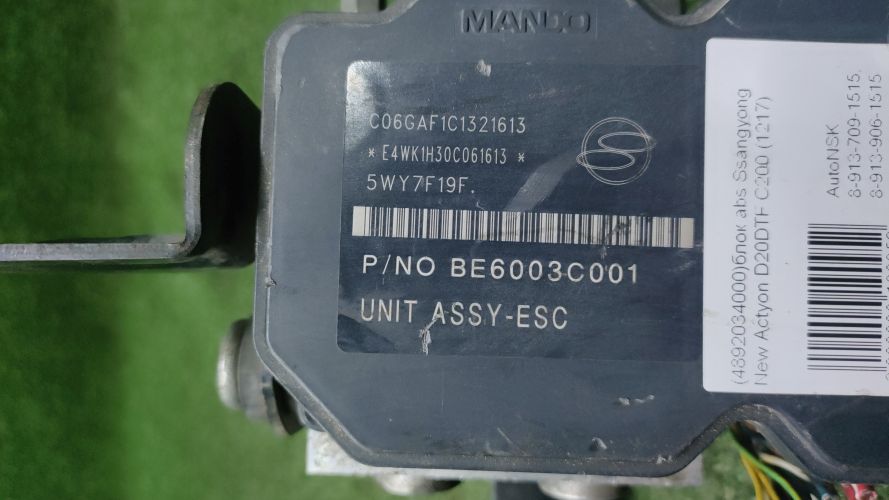 MANDO
C06GAF1C1321613
* E4WK1H30C061613 *
5WY7F19F.
P/NO BE6003C001
UNIT ASSY-ESC
(4892034000)блок abs Ssangyong
New Actyon D20DTF C200 (1217)
AutoNSK
8-913-709-1515,
8-913-906-1515